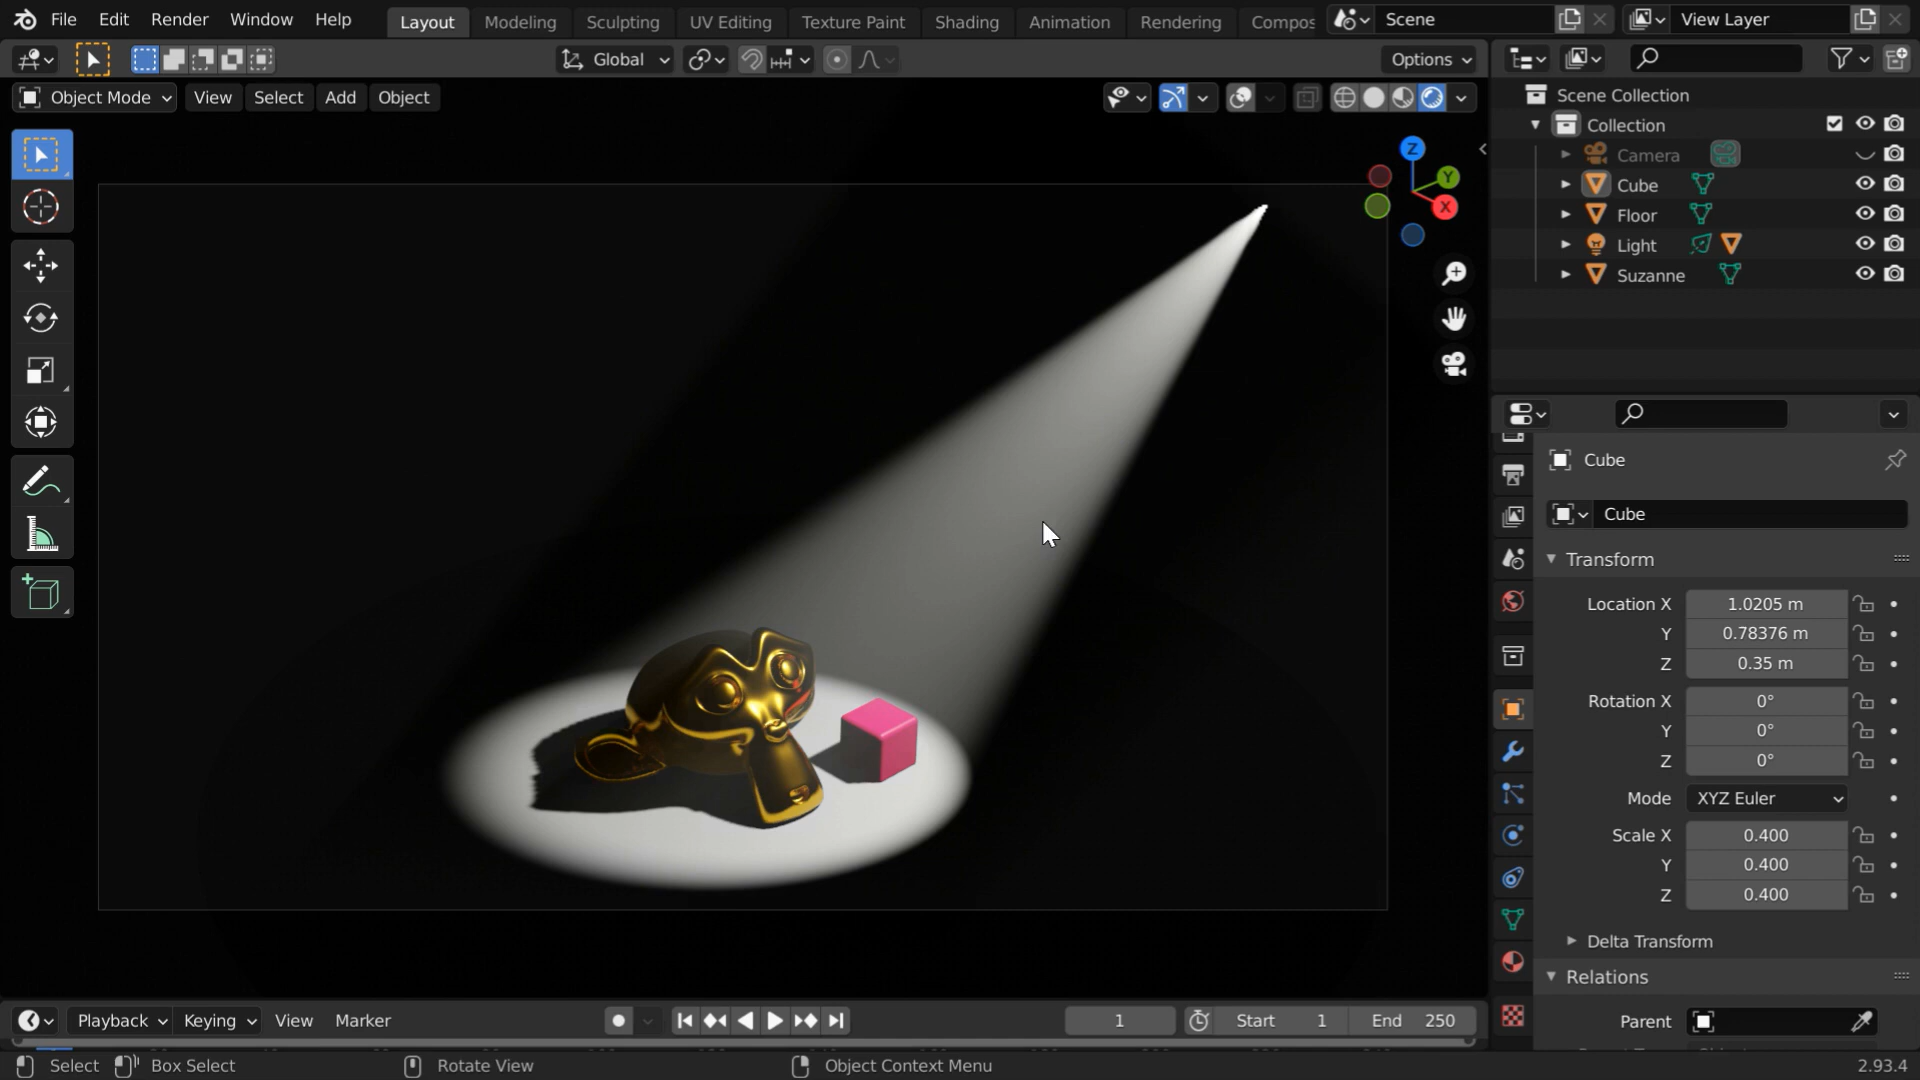 File Edit Render Window Help Layout Modeling Sculpting UV Editing Texture Paint Shading Animation Rendering Compos Scene View Layer
Global Options
Object Mode View Select Add Object
Scene Collection
Collection
Camera
Cube
Floor
Light
Suzanne
Z
Y
X
Cube
Cube
Transform
Location X 1.0205 m
Y 0.78376 m
Z 0.35 m
Rotation X 0°
Y 0°
Z 0°
Mode XYZ Euler
Scale X 0.400
Y 0.400
Z 0.400
Delta Transform
Relations
Parent
Playback Keying View Marker 1 Start 1 End 250
Select Box Select Rotate View Object Context Menu 2.93.4